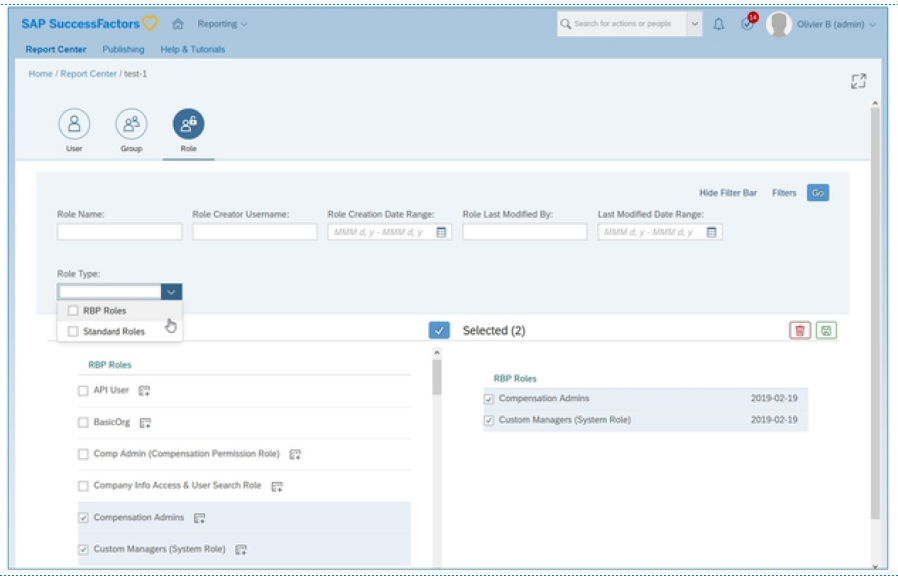 SAP SuccessFactors Reporting Search for actions or people 14 Olivier B (admin)
Report Center Publishing Help & Tutorials
Home / Report Center / test-1
User Group Role
Hide Filter Bar Filters Go
Role Name: Role Creator Username: Role Creation Date Range: Role Last Modified By: Last Modified Date Range:
MMM d, y - MMM d, y MMM d, y - MMM d, y
Role Type:
RBP Roles
Standard Roles
Selected (2)
RBP Roles
API User
BasicOrg
Comp Admin (Compensation Permission Role)
Company Info Access & User Search Role
Compensation Admins
Custom Managers (System Role)
RBP Roles
Compensation Admins 2019-02-19
Custom Managers (System Role) 2019-02-19